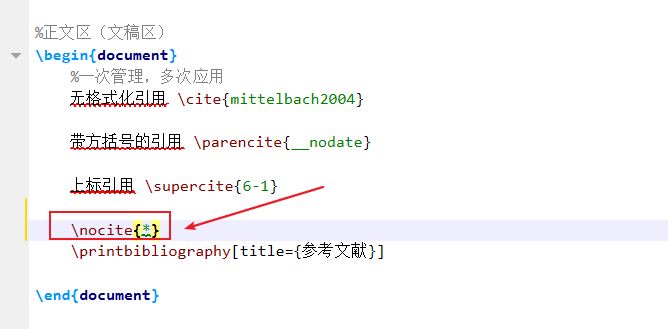 %正文区（文稿区）
\begin{document}
%一次管理，多次应用
无格式化引用 \cite{mittelbach2004}
带方括号的引用 \parencite{__nodate}
上标引用 \supercite{6-1}
\nocite{*}
\printbibliography[title={参考文献}]
\end{document}